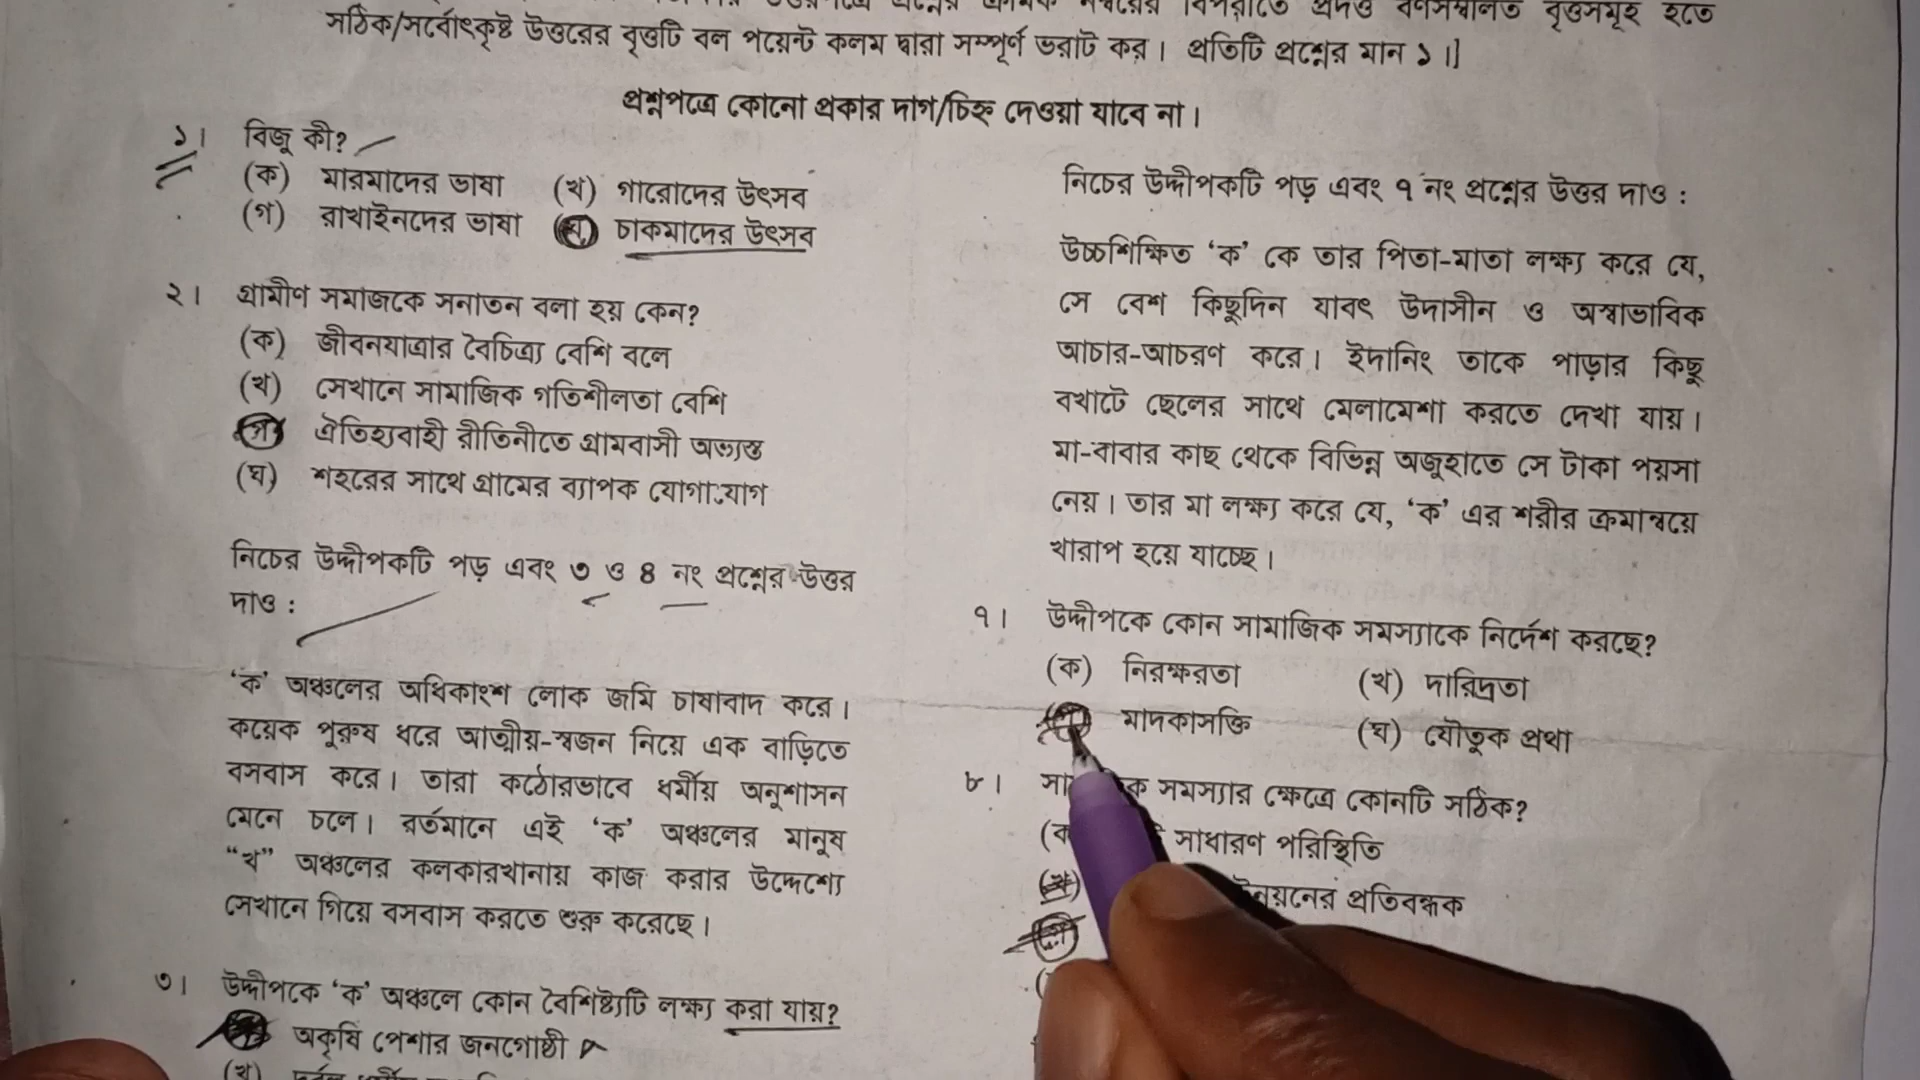 সঠিক/সর্বোৎকৃষ্ট উত্তরের বৃত্তটি বল পয়েন্ট কলম দ্বারা সম্পূর্ণ ভরাট কর। প্রতিটি প্রশ্নের মান ১।]
প্রশ্নপত্রে কোনো প্রকার দাগ/চিহ্ন দেওয়া যাবে না।
১। বিজু কী?
(ক) মারমাদের ভাষা (খ) গারোদের উৎসব
(গ) রাখাইনদের ভাষা (ঘ) চাকমাদের উৎসব
২। গ্রামীণ সমাজকে সনাতন বলা হয় কেন?
(ক) জীবনযাত্রার বৈচিত্র্য বেশি বলে
(খ) সেখানে সামাজিক গতিশীলতা বেশি
(গ) ঐতিহ্যবাহী রীতিনীতে গ্রামবাসী অভ্যস্ত
(ঘ) শহরের সাথে গ্রামের ব্যাপক যোগাযোগ
নিচের উদ্দীপকটি পড় এবং ৩ ও ৪ নং প্রশ্নের উত্তর
দাও :
‘ক’ অঞ্চলের অধিকাংশ লোক জমি চাষাবাদ করে।
কয়েক পুরুষ ধরে আত্মীয়-স্বজন নিয়ে এক বাড়িতে
বসবাস করে। তারা কঠোরভাবে ধর্মীয় অনুশাসন
মেনে চলে। বর্তমানে এই ‘ক’ অঞ্চলের মানুষ
“খ” অঞ্চলের কলকারখানায় কাজ করার উদ্দেশ্যে
সেখানে গিয়ে বসবাস করতে শুরু করেছে।
৩। উদ্দীপকে ‘ক’ অঞ্চলে কোন বৈশিষ্ট্যটি লক্ষ্য করা যায়?
অকৃষি পেশার জনগোষ্ঠী
(খ)
নিচের উদ্দীপকটি পড় এবং ৭ নং প্রশ্নের উত্তর দাও :
উচ্চশিক্ষিত ‘ক’ কে তার পিতা-মাতা লক্ষ্য করে যে,
সে বেশ কিছুদিন যাবৎ উদাসীন ও অস্বাভাবিক
আচার-আচরণ করে। ইদানিং তাকে পাড়ার কিছু
বখাটে ছেলের সাথে মেলামেশা করতে দেখা যায়।
মা-বাবার কাছ থেকে বিভিন্ন অজুহাতে সে টাকা পয়সা
নেয়। তার মা লক্ষ্য করে যে, ‘ক’ এর শরীর ক্রমান্বয়ে
খারাপ হয়ে যাচ্ছে।
৭। উদ্দীপকে কোন সামাজিক সমস্যাকে নির্দেশ করছে?
(ক) নিরক্ষরতা (খ) দারিদ্রতা
মাদকাসক্তি (ঘ) যৌতুক প্রথা
৮। সমস্যার ক্ষেত্রে কোনটি সঠিক?
সাধারণ পরিস্থিতি
(খ) উন্নয়নের প্রতিবন্ধক
(গ)